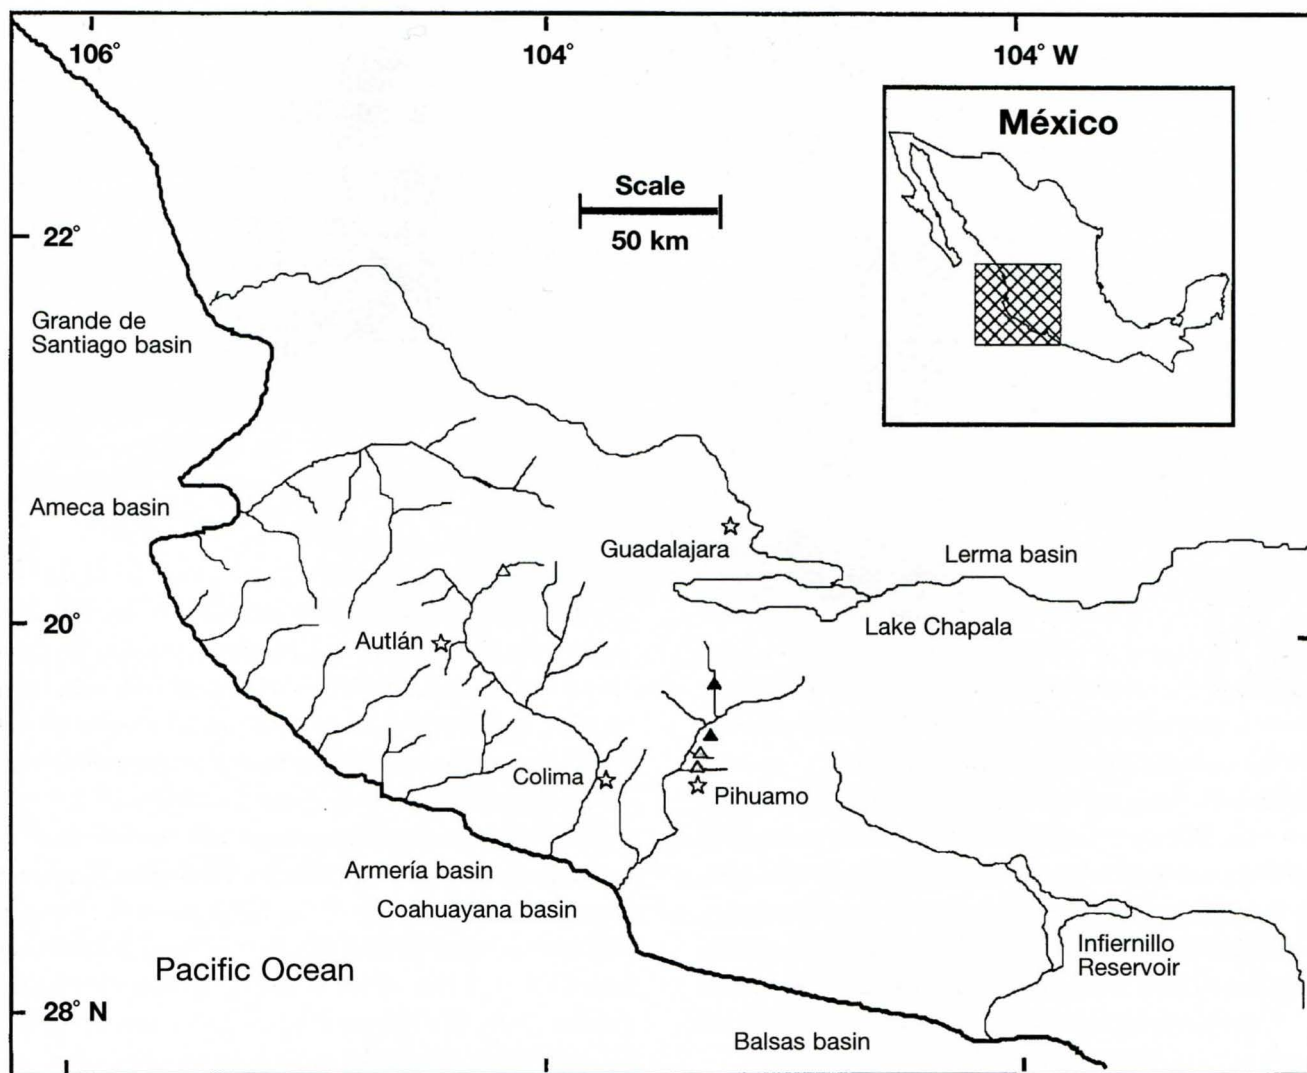 106°
104°
104° W
México
Scale
50 km
22°
Grande de
Santiago basin
Ameca basin
Guadalajara
Lerma basin
20°
Autlán
Lake Chapala
Colima
Pihuamo
Armería basin
Coahuayana basin
Infiernillo
Reservoir
Pacific Ocean
28° N
Balsas basin